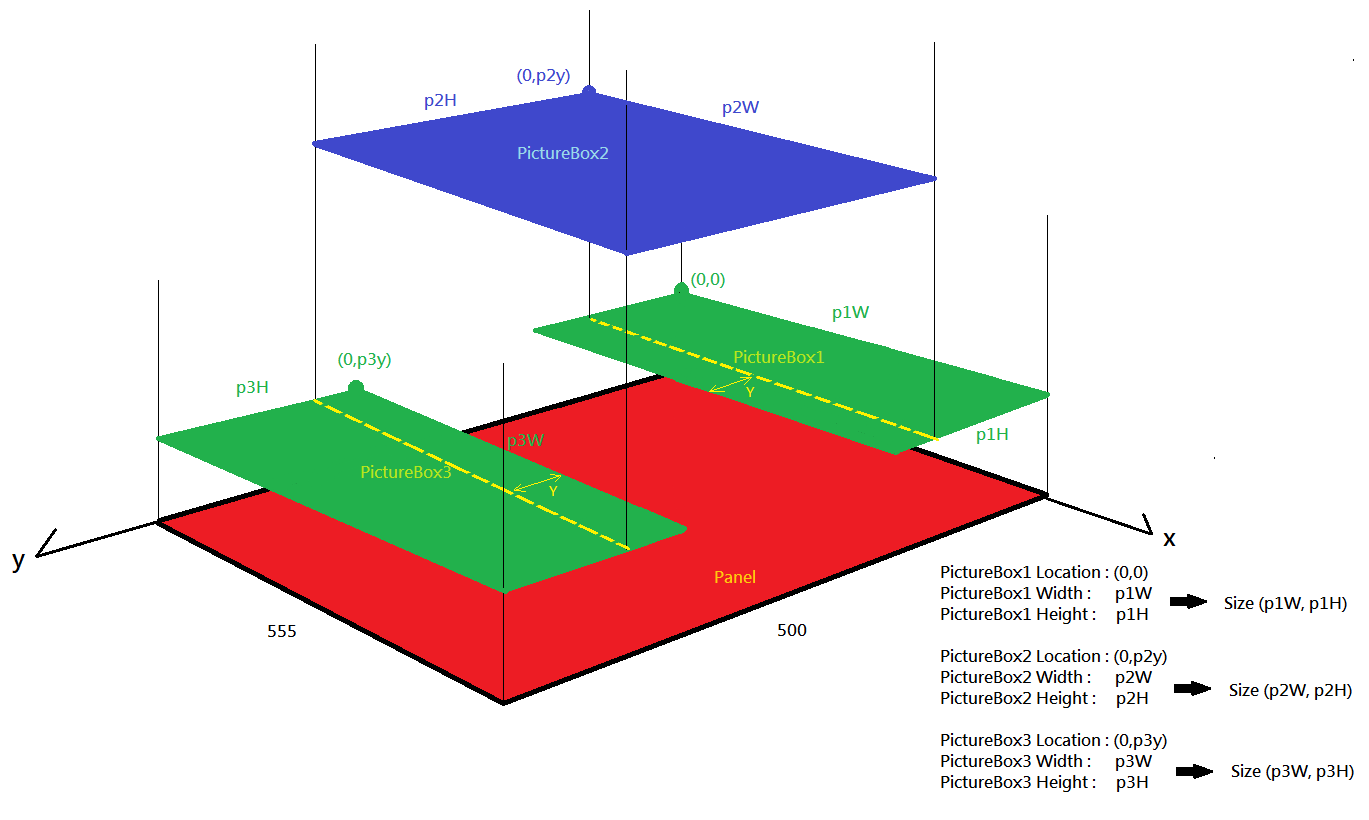 (0,p2y)
p2H
p2W
PictureBox2
(0,0)
p1W
PictureBox1
(0,p3y)
p3H
Y
p1H
p3W
PictureBox3
Y
x
y
Panel
555
500
PictureBox1 Location : (0,0)
PictureBox1 Width : p1W
PictureBox1 Height : p1H
Size (p1W, p1H)
PictureBox2 Location : (0,p2y)
PictureBox2 Width : p2W
PictureBox2 Height : p2H
Size (p2W, p2H)
PictureBox3 Location : (0,p3y)
PictureBox3 Width : p3W
PictureBox3 Height : p3H
Size (p3W, p3H)